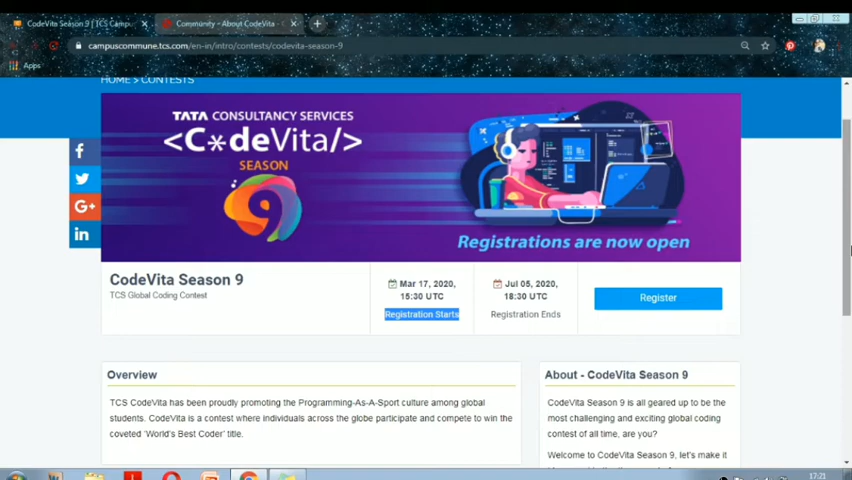 CodeVita Season 9 | TCS Camp
Community - About CodeVita -
campuscommune.tcs.com/en-in/intro/contests/codevita-season-9
Apps
HOME > CONTESTS
TATA CONSULTANCY SERVICES
<C*deVita/>
SEASON
9
Registrations are now open
CodeVita Season 9
TCS Global Coding Contest
Mar 17, 2020,
15:30 UTC
Registration Starts
Jul 05, 2020,
18:30 UTC
Registration Ends
Register
Overview
TCS CodeVita has been proudly promoting the Programming-As-A-Sport culture among global
students. CodeVita is a contest where individuals across the globe participate and compete to win the
coveted 'World's Best Coder' title.
About - CodeVita Season 9
CodeVita Season 9 is all geared up to be the
most challenging and exciting global coding
contest of all time, are you?
Welcome to CodeVita Season 9, let's make it
17:21